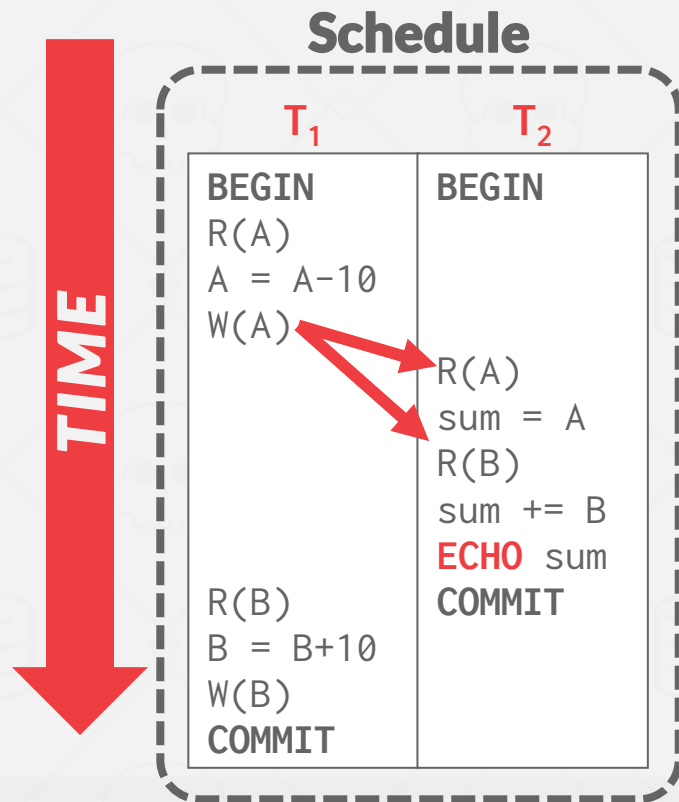 Schedule
TIME
T₁ T₂
BEGIN BEGIN
R(A)
A = A-10
W(A)
R(A)
sum = A
R(B)
sum += B
ECHO sum
R(B) COMMIT
B = B+10
W(B)
COMMIT